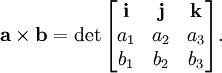 a × b = det [ i j k
a₁ a₂ a₃
b₁ b₂ b₃ ] .